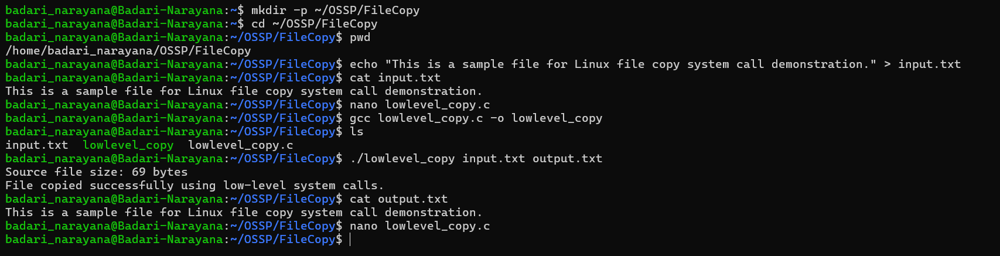 badari_narayana@Badari-Narayana:~$ mkdir -p ~/OSSP/FileCopy
badari_narayana@Badari-Narayana:~$ cd ~/OSSP/FileCopy
badari_narayana@Badari-Narayana:~/OSSP/FileCopy$ pwd
/home/badari_narayana/OSSP/FileCopy
badari_narayana@Badari-Narayana:~/OSSP/FileCopy$ echo "This is a sample file for Linux file copy system call demonstration." > input.txt
badari_narayana@Badari-Narayana:~/OSSP/FileCopy$ cat input.txt
This is a sample file for Linux file copy system call demonstration.
badari_narayana@Badari-Narayana:~/OSSP/FileCopy$ nano lowlevel_copy.c
badari_narayana@Badari-Narayana:~/OSSP/FileCopy$ gcc lowlevel_copy.c -o lowlevel_copy
badari_narayana@Badari-Narayana:~/OSSP/FileCopy$ ls
input.txt  lowlevel_copy  lowlevel_copy.c
badari_narayana@Badari-Narayana:~/OSSP/FileCopy$ ./lowlevel_copy input.txt output.txt
Source file size: 69 bytes
File copied successfully using low-level system calls.
badari_narayana@Badari-Narayana:~/OSSP/FileCopy$ cat output.txt
This is a sample file for Linux file copy system call demonstration.
badari_narayana@Badari-Narayana:~/OSSP/FileCopy$ nano lowlevel_copy.c
badari_narayana@Badari-Narayana:~/OSSP/FileCopy$